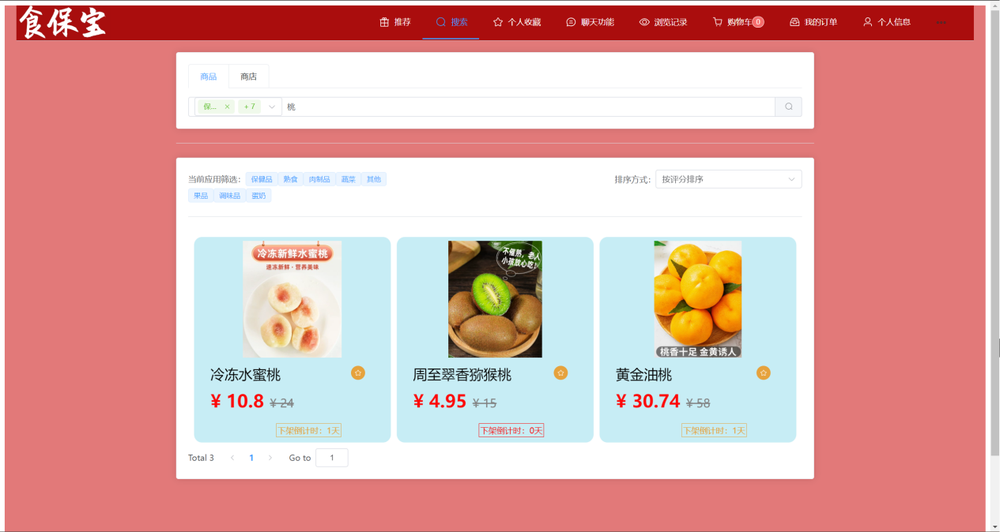 食保宝
推荐 搜索 个人收藏 聊天功能 浏览记录 购物车 0 我的订单 个人信息 ...
商品 商店
保... × + 7 桃
当前应用筛选: 保健品 熟食 肉制品 蔬菜 其他
果品 调味品 蛋奶
排序方式: 按评分排序
冷冻新鲜水蜜桃
速冻新鲜·营养美味
冷冻水蜜桃
¥ 10.8 ¥ 24
下架倒计时: 1天
不催熟, 老人
小孩放心吃!
周至翠香猕猴桃
¥ 4.95 ¥ 15
下架倒计时: 0天
桃香十足 金黄诱人
黄金油桃
¥ 30.74 ¥ 58
下架倒计时: 1天
Total 3 < 1 > Go to 1